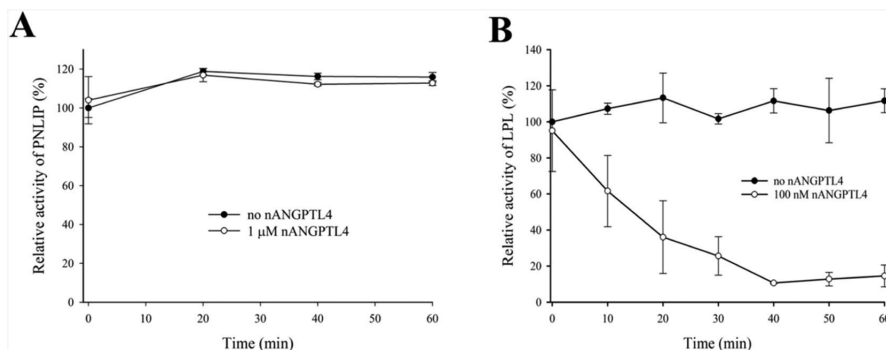 A
Relative activity of PNLIP (%)
120
100
80
60
40
20
0
no nANGPTL4
1 μM nANGPTL4
0 10 20 30 40 50 60
Time (min)
B
Relative activity of LPL (%)
140
120
100
80
60
40
20
0
no nANGPTL4
100 nM nANGPTL4
0 10 20 30 40 50 60
Time (min)